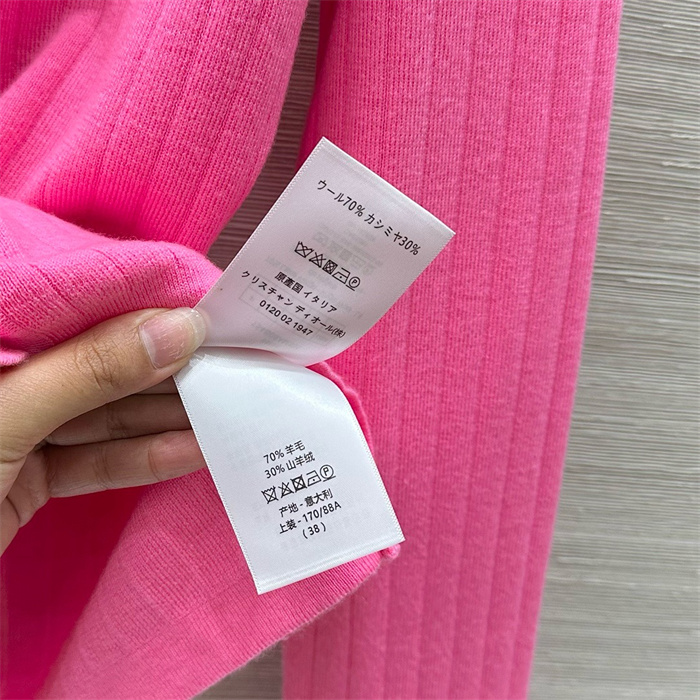 ウール70% カシミヤ30%
原產国イタリア
クリスチャン ディオール(株)
0120 02 1947
70% 羊毛
30% 山羊绒
产地 - 意大利
上装 - 170/88A
( 38 )